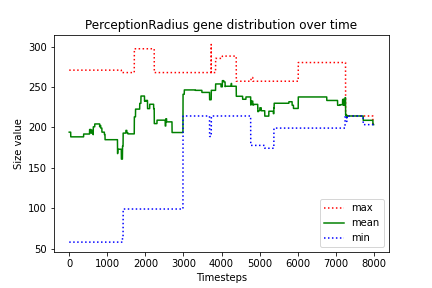 PerceptionRadius gene distribution over time
Size value
300
250
200
150
100
50
0
1000
2000
3000
4000
5000
6000
7000
8000
Timesteps
max
mean
min